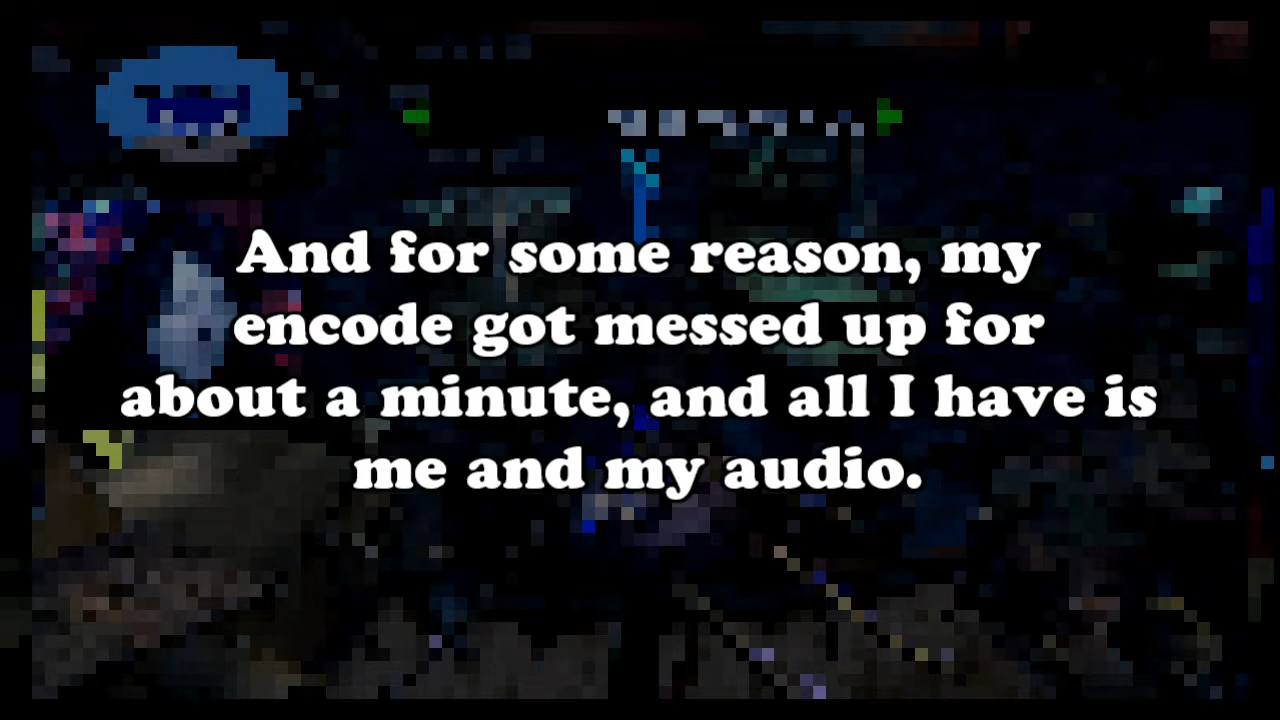 And for some reason, my
encode got messed up for
about a minute, and all I have is
me and my audio.